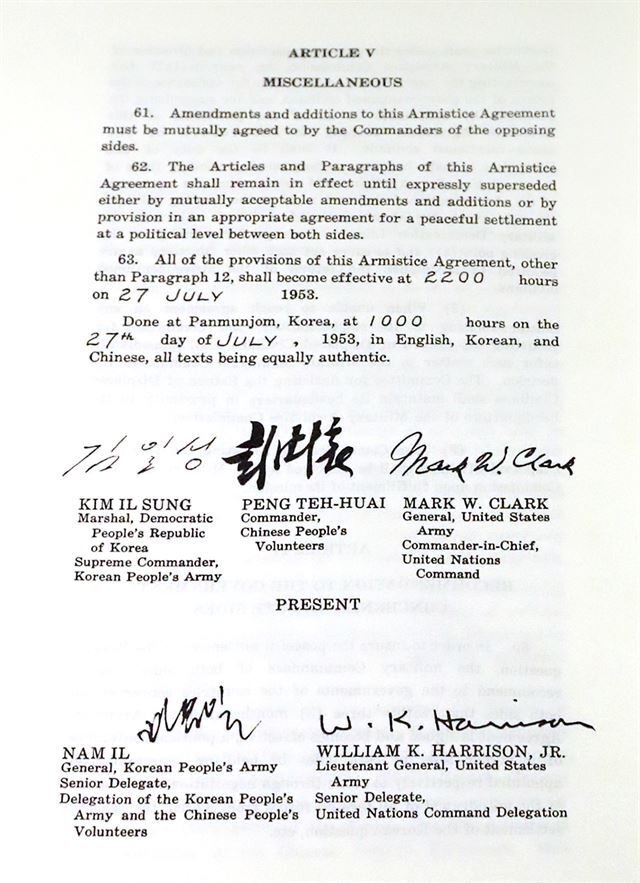 ARTICLE V
MISCELLANEOUS
61. Amendments and additions to this Armistice Agreement
must be mutually agreed to by the Commanders of the opposing
sides.
62. The Articles and Paragraphs of this Armistice
Agreement shall remain in effect until expressly superseded
either by mutually acceptable amendments and additions or by
provision in an appropriate agreement for a peaceful settlement
at a political level between both sides.
63. All of the provisions of this Armistice Agreement, other
than Paragraph 12, shall become effective at 2200 hours
on 27 JULY 1953.
Done at Panmunjom, Korea, at 1000 hours on the
27th day of JULY, 1953, in English, Korean, and
Chinese, all texts being equally authentic.
김일성 彭德懷 Mark W. Clark
KIM IL SUNG PENG TEH-HUAI MARK W. CLARK
Marshal, Democratic Commander, General, United States
People's Republic Chinese People's Army
of Korea Volunteers Commander-in-Chief,
Supreme Commander, United Nations
Korean People's Army Command
PRESENT
W. K. Harrison
NAM IL WILLIAM K. HARRISON, JR.
General, Korean People's Army Lieutenant General, United States
Senior Delegate, Army
Delegation of the Korean People's Senior Delegate,
Army and the Chinese People's United Nations Command Delegation
Volunteers